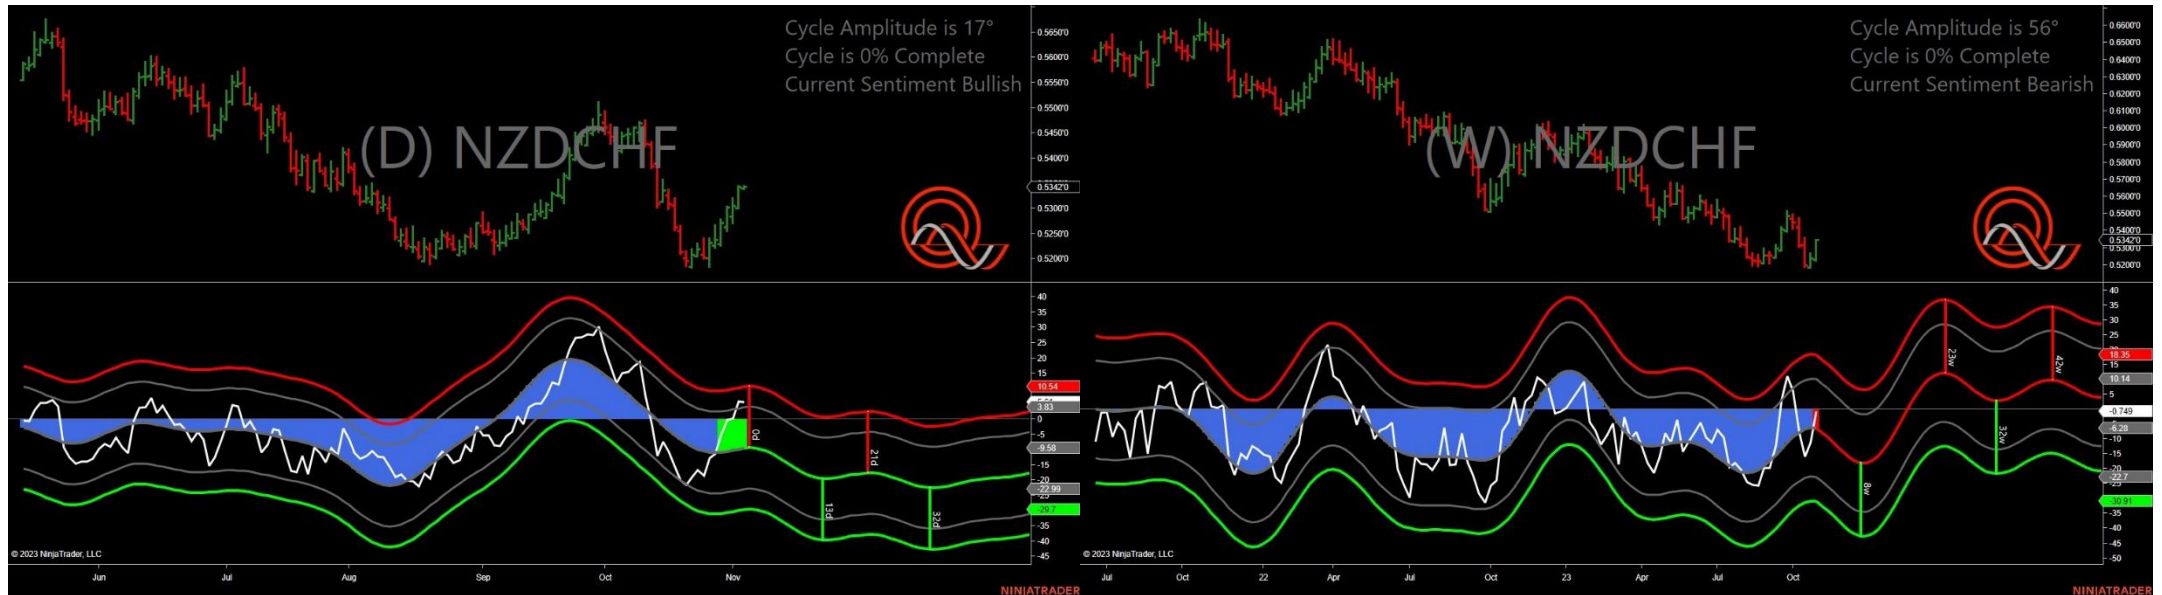 Cycle Amplitude is 17°
Cycle is 0% Complete
Current Sentiment Bullish
(D) NZDCHF
0.5650'0
0.5600'0
0.5550'0
0.5500'0
0.5450'0
0.5400'0
0.5342'0
0.5300'0
0.5250'0
0.5200'0
40
35
30
25
20
15
10.54
3.83
0
-5
-9.58
-15
-20
-22.99
-25
-29.7
-35
-40
-45
0d
21d
13d
32d
© 2023 NinjaTrader, LLC
Jun
Jul
Aug
Sep
Oct
Nov
NINJATRADER
Cycle Amplitude is 56°
Cycle is 0% Complete
Current Sentiment Bearish
(W) NZDCHF
0.6600'0
0.6500'0
0.6400'0
0.6300'0
0.6200'0
0.6100'0
0.6000'0
0.5900'0
0.5800'0
0.5700'0
0.5600'0
0.5500'0
0.5400'0
0.5342'0
0.5300'0
0.5200'0
40
35
30
25
18.35
10.14
5
-0.749
-6.28
-10
-15
-20
-22.7
-25
-30.91
-35
-40
-45
-50
23w
42w
32w
8w
© 2023 NinjaTrader, LLC
Jul
Oct
22
Apr
Jul
Oct
23
Apr
Jul
Oct
NINJATRADER